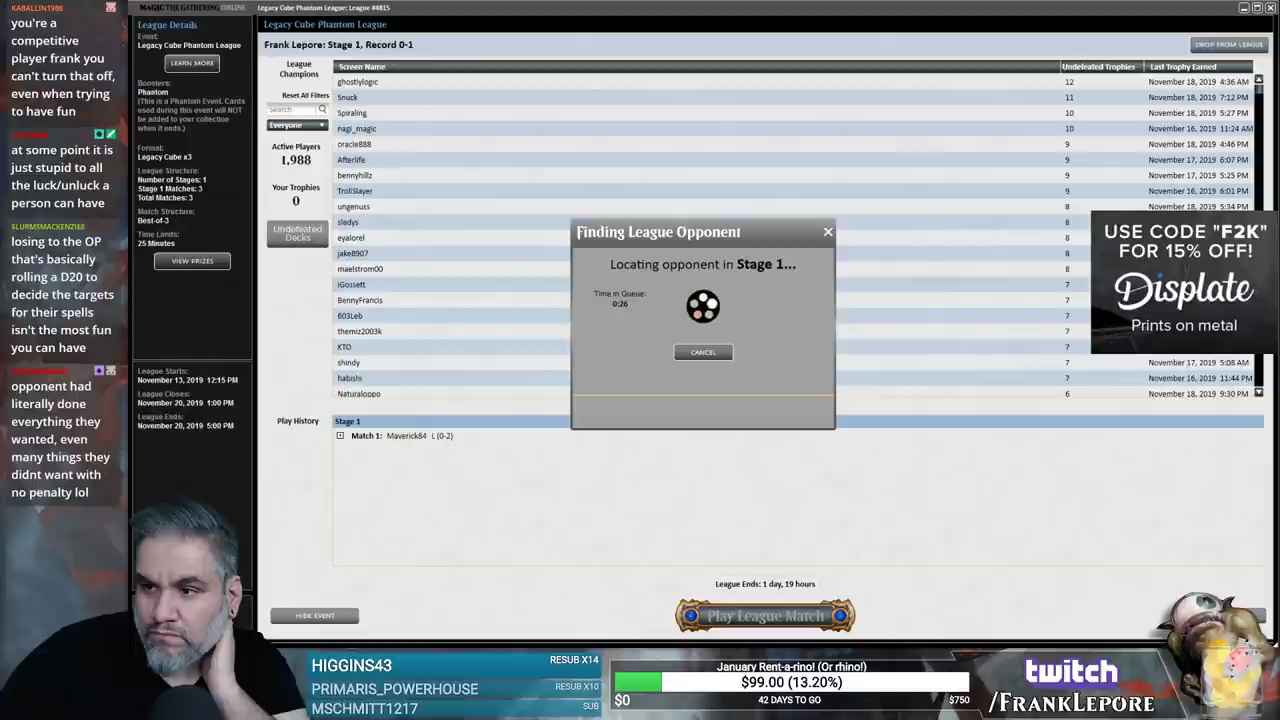 KABALLIN1986
you're a
competitive
player frank you
can't turn that off,
even when trying
to have fun
at some point it is
just stupid to all
the luck/unluck a
person can have
SLURMSMACKENZIE8
losing to the OP
that's basically
rolling a D20 to
decide the targets
for their spells
isn't the most fun
you can have
opponent had
literally done
everything they
wanted, even
many things they
didnt want with
no penalty lol
MAGIC THE GATHERING ONLINE
Legacy Cube Phantom League: League #4815
League Details
Event:
Legacy Cube Phantom League
LEARN MORE
Boosters:
Phantom
(This is a Phantom Event. Cards
used during this event will NOT
be added to your collection
when it ends.)
Format:
Legacy Cube x3
League Structure:
Number of Stages: 1
Stage 1 Matches: 3
Total Matches: 3
Match Structure:
Best-of-3
Time Limits:
25 Minutes
VIEW PRIZES
League Starts:
November 13, 2019 12:15 PM
League Closes:
November 20, 2019 1:00 PM
League Ends:
November 20, 2019 5:00 PM
Legacy Cube Phantom League
Frank Lepore: Stage 1, Record 0-1
DROP FROM LEAGUE
League
Champions
Reset All Filters
Search
Everyone
Active Players
1,988
Your Trophies
0
Undefeated
Decks
Screen Name Undefeated Trophies Last Trophy Earned
ghostlylogic 12 November 18, 2019 4:36 AM
Snuck 11 November 18, 2019 7:12 PM
Spiraling 10 November 18, 2019 5:27 PM
nagi_magic 10 November 16, 2019 11:24 AM
oracle888 9 November 18, 2019 4:46 PM
Afterlife 9 November 17, 2019 6:07 PM
bennyhillz 9 November 17, 2019 5:25 PM
TrollSlayer 9 November 16, 2019 6:01 PM
ungenuss 8 November 18, 2019 5:34 PM
sledys 8
eyalorel 8
jake8907 8
maelstrom00 8
iGossett 8
BennyFrancis 7
603Leb 7
themiz2003k 7
KTO 7
shindy 7 November 17, 2019 5:08 AM
habishi 7 November 16, 2019 11:44 PM
Naturaloppo 6 November 18, 2019 9:30 PM
Finding League Opponent
Locating opponent in Stage 1...
Time in Queue:
0:26
CANCEL
USE CODE "F2K"
FOR 15% OFF!
Displate
Prints on metal
Play History
Stage 1
Match 1: Maverick84 L (0-2)
League Ends: 1 day, 19 hours
HIDE EVENT
Play League Match
HIGGINS43 RESUB X14
PRIMARIS_POWERHOUSE RESUB X10
MSCHMITT1217 SUB
January Rent-a-rino! (Or rhino!)
$99.00 (13.20%)
$0 42 DAYS TO GO $750
twitch
/FRANKLEPORE